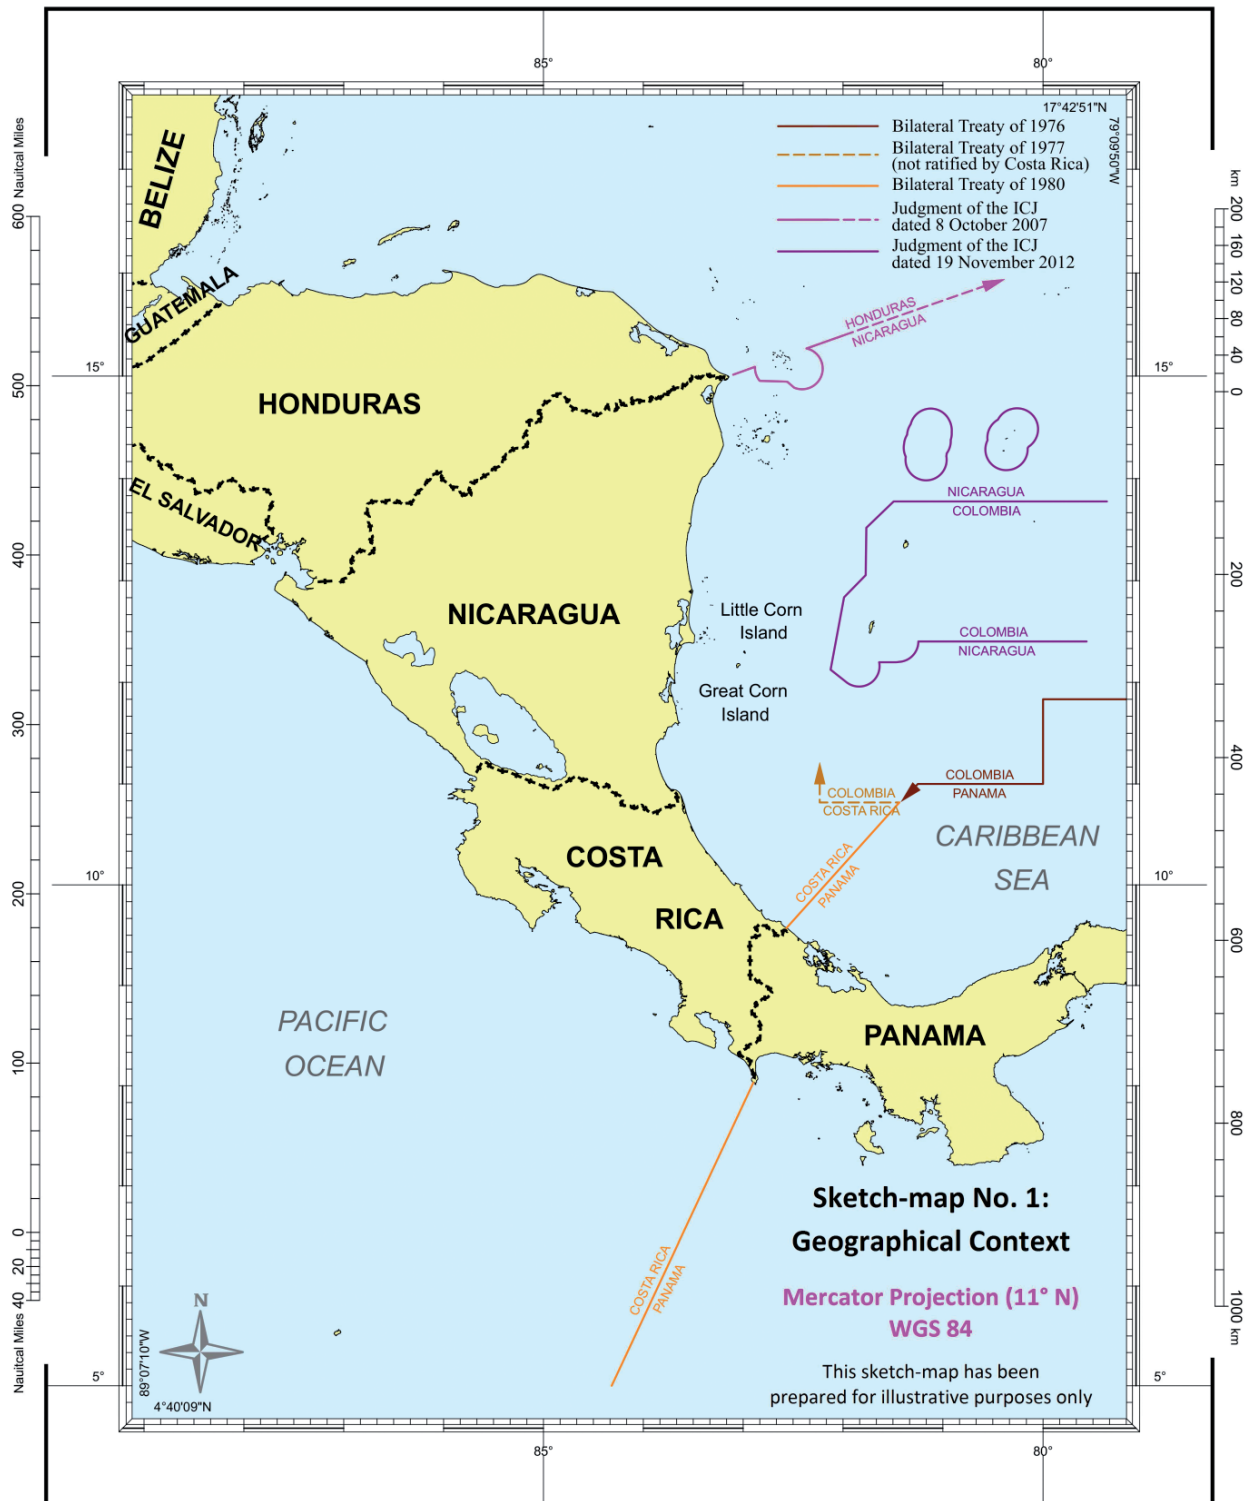 85°
80°
17°42'51"N
79°09'50"W
Bilateral Treaty of 1976
Bilateral Treaty of 1977
(not ratified by Costa Rica)
Bilateral Treaty of 1980
Judgment of the ICJ
dated 8 October 2007
Judgment of the ICJ
dated 19 November 2012
Nauitcal Miles
600
500
400
300
200
100
0
20
40
Nauitcal Miles
km
200
160
120
80
40
0
200
400
600
800
1000 km
BELIZE
GUATEMALA
HONDURAS
NICARAGUA
15°
15°
HONDURAS
EL SALVADOR
NICARAGUA
COLOMBIA
NICARAGUA
Little Corn
Island
COLOMBIA
NICARAGUA
Great Corn
Island
COLOMBIA
PANAMA
COLOMBIA
COSTA RICA
CARIBBEAN
SEA
COSTA RICA
PANAMA
COSTA
RICA
10°
10°
PACIFIC
OCEAN
PANAMA
COSTA RICA
PANAMA
Sketch-map No. 1:
Geographical Context
Mercator Projection (11° N)
WGS 84
This sketch-map has been
prepared for illustrative purposes only
N
89°07'10"W
4°40'09"N
5°
5°
85°
80°